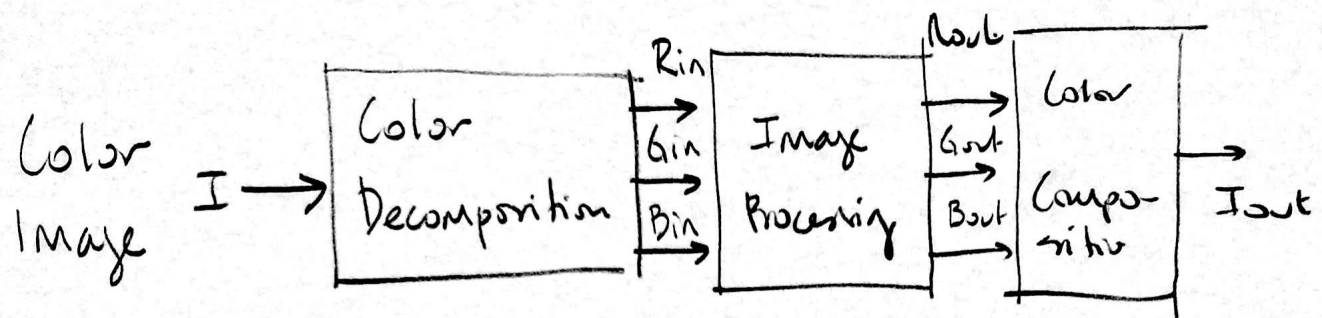 Color
Image
I
Color
Decomposition
Rin
Gin
Bin
Image
Processing
Rout
Gout
Bout
Color
Compo-
sition
Iout